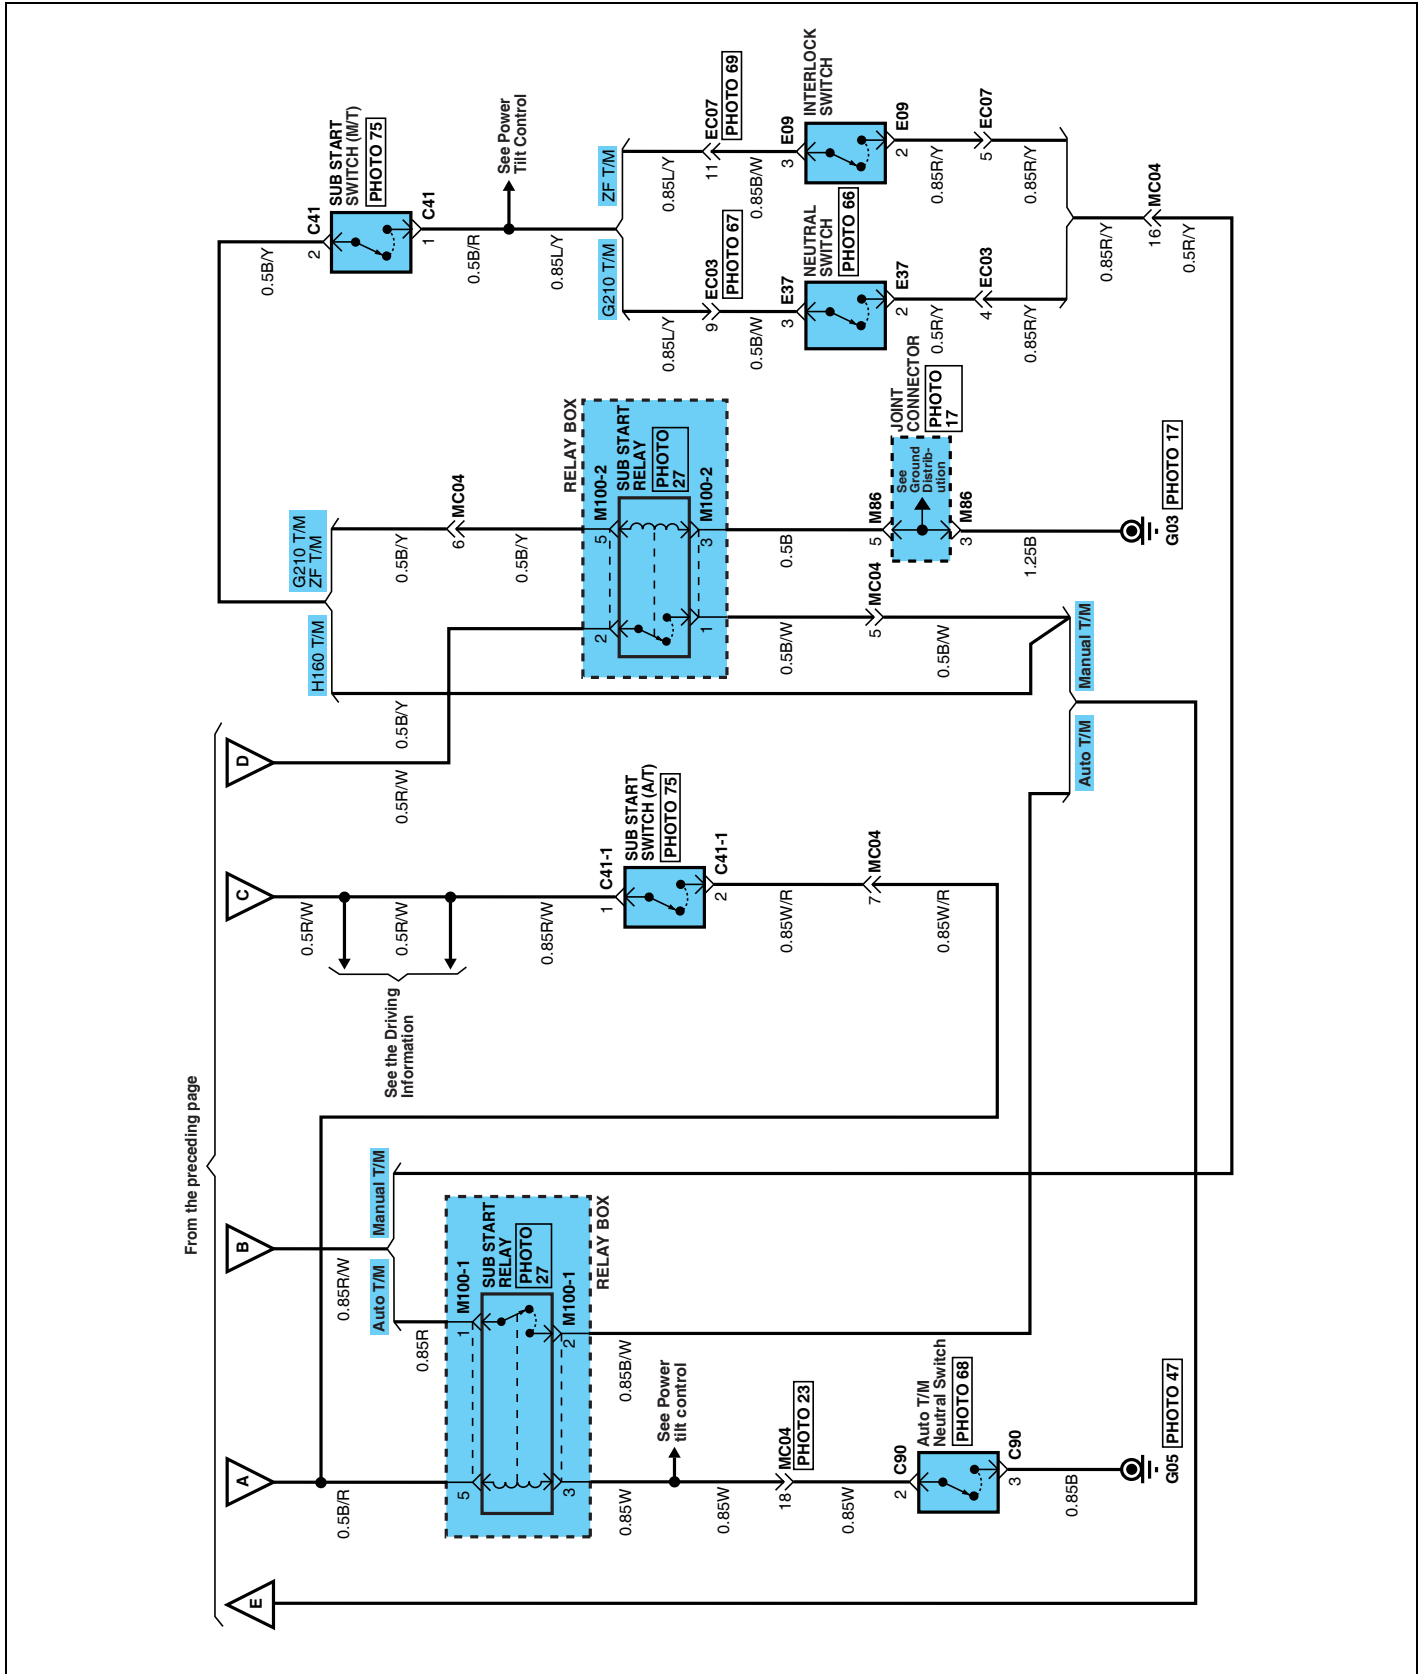 From the preceding page
E
A
B
C
D
0.5B/R
0.85R/W
Auto T/M
Manual T/M
0.85R
5
1
M100-1
SUB START
RELAY
PHOTO
27
3
2
M100-1
RELAY BOX
0.85W
0.85B/W
See Power
tilt control
0.85W
18
MC04
PHOTO 23
0.85W
2
C90
Auto T/M
Neutral Switch
PHOTO 68
3
C90
0.85B
G05
PHOTO 47
0.5R/W
0.5R/W
See the Driving
Information
0.85R/W
1
C41-1
SUB START
SWITCH (A/T)
PHOTO 75
2
C41-1
0.85W/R
7
MC04
0.85W/R
0.5R/W
0.5B/Y
H160 T/M
G210 T/M
ZF T/M
0.5B/Y
6
MC04
0.5B/Y
RELAY BOX
2
5
M100-2
SUB START
RELAY
PHOTO
27
1
3
M100-2
0.5B/W
0.5B
5
MC04
0.5B/W
Auto T/M
Manual T/M
5
M86
JOINT
CONNECTOR
PHOTO
17
See
Ground
Distrib-
ution
3
M86
1.25B
G03
PHOTO 17
0.5B/Y
2
C41
SUB START
SWITCH (M/T)
PHOTO 75
1
C41
0.5B/R
See Power
Tilt Control
0.85L/Y
G210 T/M
ZF T/M
0.85L/Y
9
EC03
PHOTO 67
0.5B/W
3
E37
NEUTRAL
SWITCH
PHOTO 66
2
E37
0.5R/Y
4
EC03
0.85R/Y
0.85L/Y
11
EC07
PHOTO 69
0.85B/W
3
E09
INTERLOCK
SWITCH
2
E09
0.85R/Y
5
EC07
0.85R/Y
0.85R/Y
16
MC04
0.5R/Y